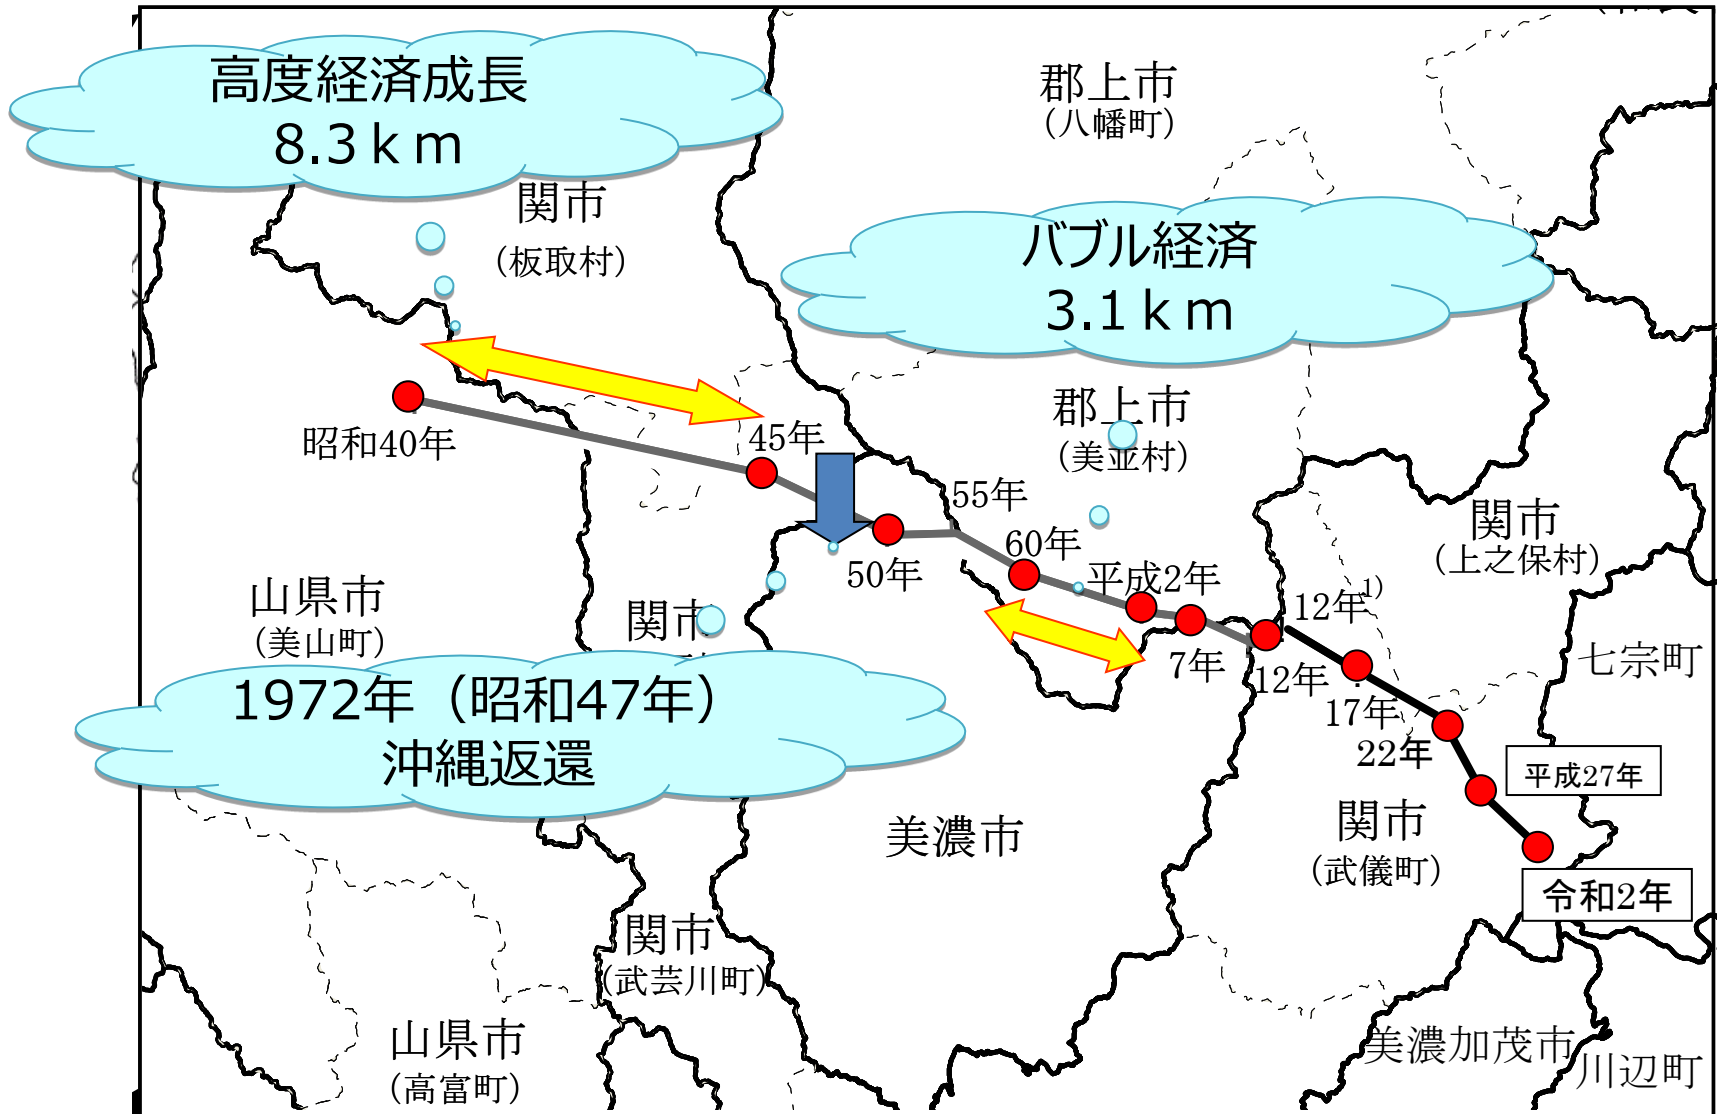 高度経済成長
8.3ｋｍ
郡上市
（八幡町）
関市
（板取村）
バブル経済
3.1ｋｍ
郡上市
（美並村）
昭和40年
45年
50年
55年
60年
平成2年
7年
12年1)
12年
17年
22年
平成27年
令和2年
関市
（上之保村）
七宗町
山県市
（美山町）
関市
1972年（昭和47年）
沖縄返還
美濃市
関市
（武儀町）
関市
（武芸川町）
山県市
（高富町）
美濃加茂市
川辺町